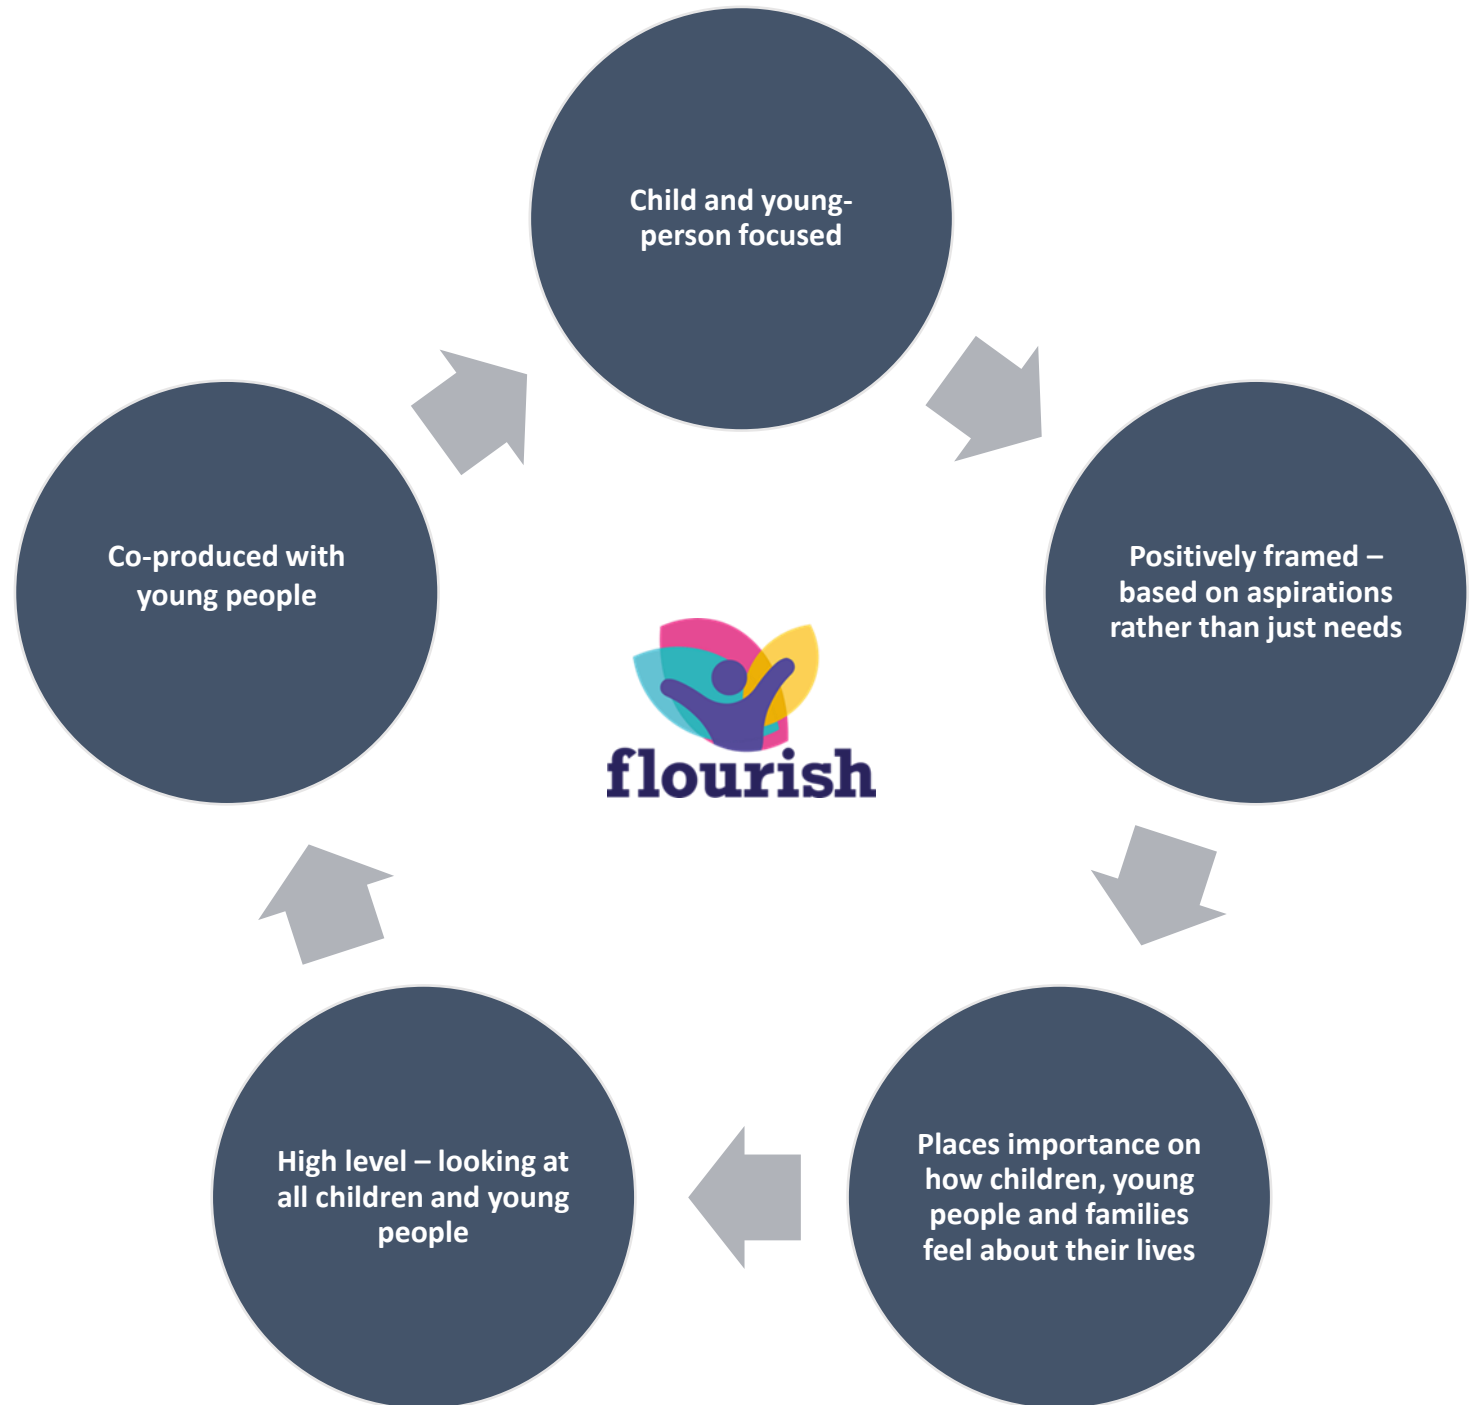 Child and young-
person focused
Positively framed –
based on aspirations
rather than just needs
Places importance on
how children, young
people and families
feel about their lives
High level – looking at
all children and young
people
Co-produced with
young people
flourish